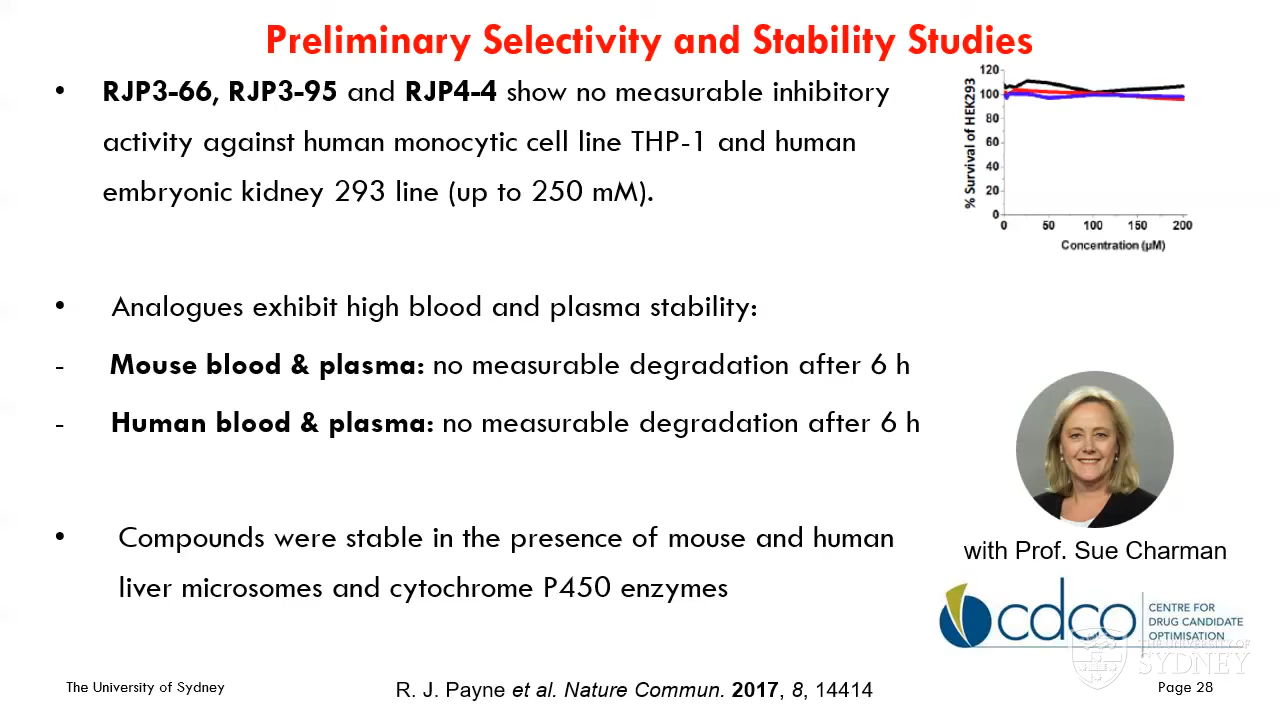 Preliminary Selectivity and Stability Studies
• RJP3-66, RJP3-95 and RJP4-4 show no measurable inhibitory
activity against human monocytic cell line THP-1 and human
embryonic kidney 293 line (up to 250 mM).
% Survival of HEK293
120
100
80
60
40
20
0
0 50 100 150 200
Concentration (µM)
• Analogues exhibit high blood and plasma stability:
- Mouse blood & plasma: no measurable degradation after 6 h
- Human blood & plasma: no measurable degradation after 6 h
• Compounds were stable in the presence of mouse and human
liver microsomes and cytochrome P450 enzymes
with Prof. Sue Charman
cdco
CENTRE FOR
DRUG CANDIDATE
OPTIMISATION
THE UNIVERSITY OF
SYDNEY
The University of Sydney
R. J. Payne et al. Nature Commun. 2017, 8, 14414
Page 28